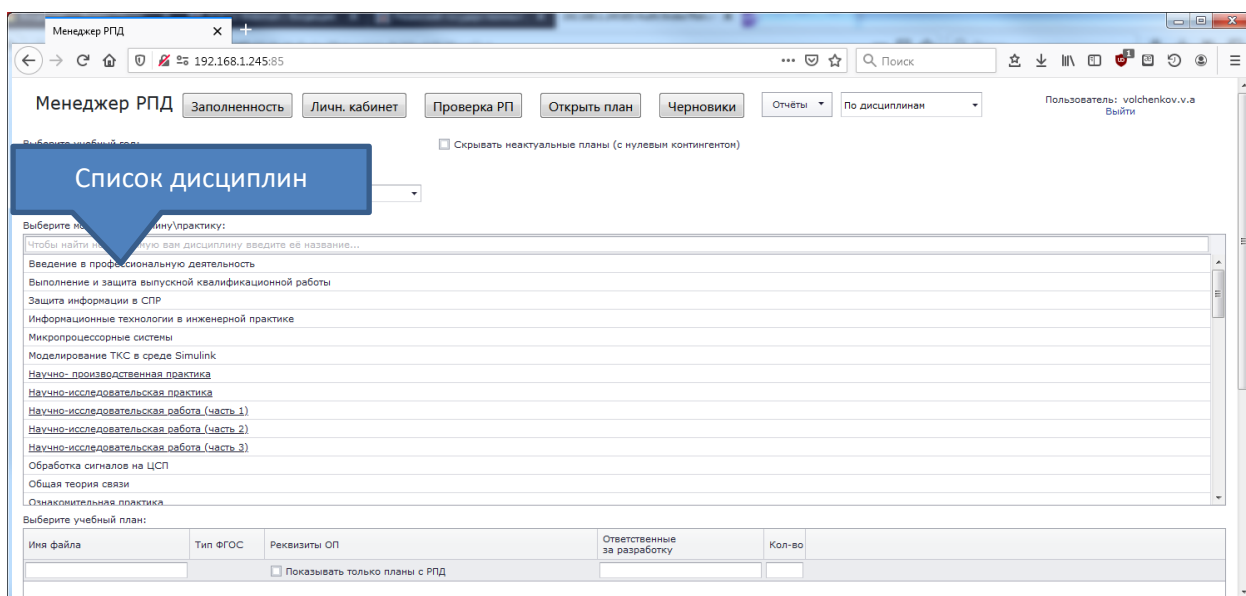 Менеджер РПД
192.168.1.245:85
Поиск
1
Менеджер РПД Заполненность Личн. кабинет Проверка РП Открыть план Черновики Отчёты По дисциплинам Пользователь: volchenkov.v.a
Выйти
Выберите учебный год:
Скрывать неактуальные планы (с нулевым контингентом)
Список дисциплин
Выберите дисциплину\практику:
Чтобы найти вам дисциплину введите её название...
Введение в профессиональную деятельность
Выполнение и защита выпускной квалификационной работы
Защита информации в СПР
Информационные технологии в инженерной практике
Микропроцессорные системы
Моделирование ТКС в среде Simulink
Научно- производственная практика
Научно-исследовательская практика
Научно-исследовательская работа (часть 1)
Научно-исследовательская работа (часть 2)
Научно-исследовательская работа (часть 3)
Обработка сигналов на ЦСП
Общая теория связи
Ознакомительная практика
Выберите учебный план:
Имя файла Тип ФГОС Реквизиты ОП Ответственные за разработку Кол-во
Показывать только планы с РПД